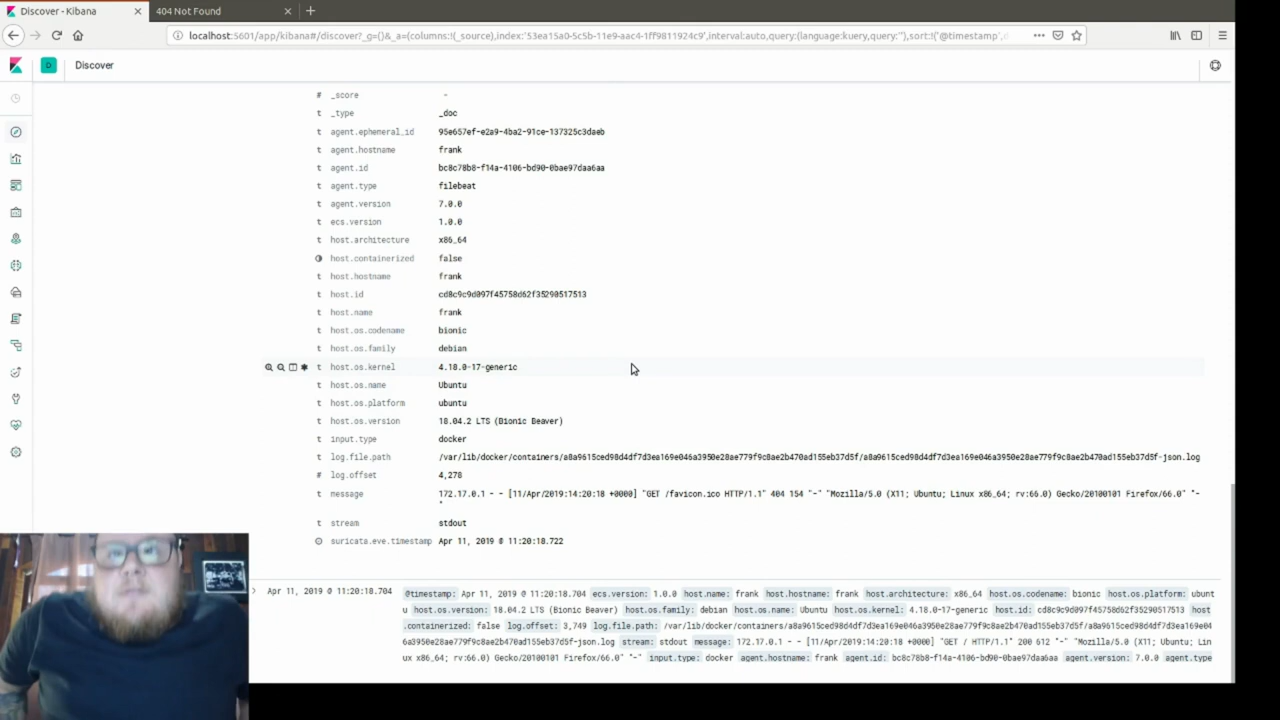 Discover - Kibana
404 Not Found
localhost:5601/app/kibana#/discover?_g=()&_a=(columns:!(_source),index:'53ea15a0-5c5b-11e9-aac4-1ff9811924c9',interval:auto,query:(language:kuery,query:''),sort:!('@timestamp',d
D Discover
# _score -
t _type _doc
t agent.ephemeral_id 95e657ef-e2a9-4ba2-91ce-137325c3daeb
t agent.hostname frank
t agent.id bc8c78b8-f14a-4106-bd90-0bae97daa6aa
t agent.type filebeat
t agent.version 7.0.0
t ecs.version 1.0.0
t host.architecture x86_64
host.containerized false
t host.hostname frank
t host.id cd8c9c9d097f45758d62f35290517513
t host.name frank
t host.os.codename bionic
t host.os.family debian
t host.os.kernel 4.18.0-17-generic
t host.os.name Ubuntu
t host.os.platform ubuntu
t host.os.version 18.04.2 LTS (Bionic Beaver)
t input.type docker
t log.file.path /var/lib/docker/containers/a8a9615ced98d4df7d3ea169e046a3950e28ae779f9c8ae2b470ad155eb37d5f/a8a9615ced98d4df7d3ea169e046a3950e28ae779f9c8ae2b470ad155eb37d5f-json.log
# log.offset 4,278
t message 172.17.0.1 - - [11/Apr/2019:14:20:18 +0000] "GET /favicon.ico HTTP/1.1" 404 154 "-" "Mozilla/5.0 (X11; Ubuntu; Linux x86_64; rv:66.0) Gecko/20100101 Firefox/66.0" "-
"
t stream stdout
suricata.eve.timestamp Apr 11, 2019 @ 11:20:18.722
Apr 11, 2019 @ 11:20:18.704 @timestamp: Apr 11, 2019 @ 11:20:18.704 ecs.version: 1.0.0 host.name: frank host.hostname: frank host.architecture: x86_64 host.os.codename: bionic host.os.platform: ubunt
u host.os.version: 18.04.2 LTS (Bionic Beaver) host.os.family: debian host.os.name: Ubuntu host.os.kernel: 4.18.0-17-generic host.id: cd8c9c9d097f45758d62f35290517513 host
.containerized: false log.offset: 3,749 log.file.path: /var/lib/docker/containers/a8a9615ced98d4df7d3ea169e046a3950e28ae779f9c8ae2b470ad155eb37d5f/a8a9615ced98d4df7d3ea169e04
6a3950e28ae779f9c8ae2b470ad155eb37d5f-json.log stream: stdout message: 172.17.0.1 - - [11/Apr/2019:14:20:18 +0000] "GET / HTTP/1.1" 200 612 "-" "Mozilla/5.0 (X11; Ubuntu; Lin
ux x86_64; rv:66.0) Gecko/20100101 Firefox/66.0" "-" input.type: docker agent.hostname: frank agent.id: bc8c78b8-f14a-4106-bd90-0bae97daa6aa agent.version: 7.0.0 agent.type